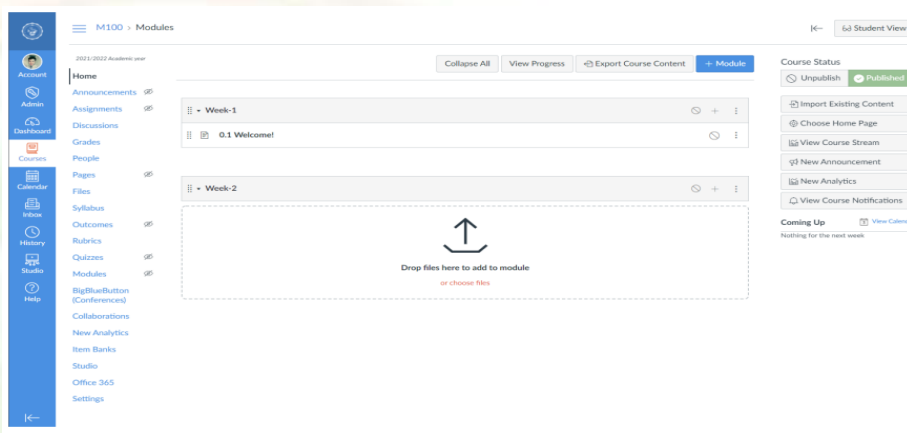 M100 › Modules
Student View
Account
Admin
Dashboard
Courses
Calendar
Inbox
History
Studio
Help
2021/2022 Academic year
Home
Announcements
Assignments
Discussions
Grades
People
Pages
Files
Syllabus
Outcomes
Rubrics
Quizzes
Modules
BigBlueButton
(Conferences)
Collaborations
New Analytics
Item Banks
Studio
Office 365
Settings
Collapse All View Progress Export Course Content + Module
Week-1
0.1 Welcome!
Week-2
Drop files here to add to module
or choose files
Course Status
Unpublish Published
Import Existing Content
Choose Home Page
View Course Stream
New Announcement
New Analytics
View Course Notifications
Coming Up View Calen
Nothing for the next week